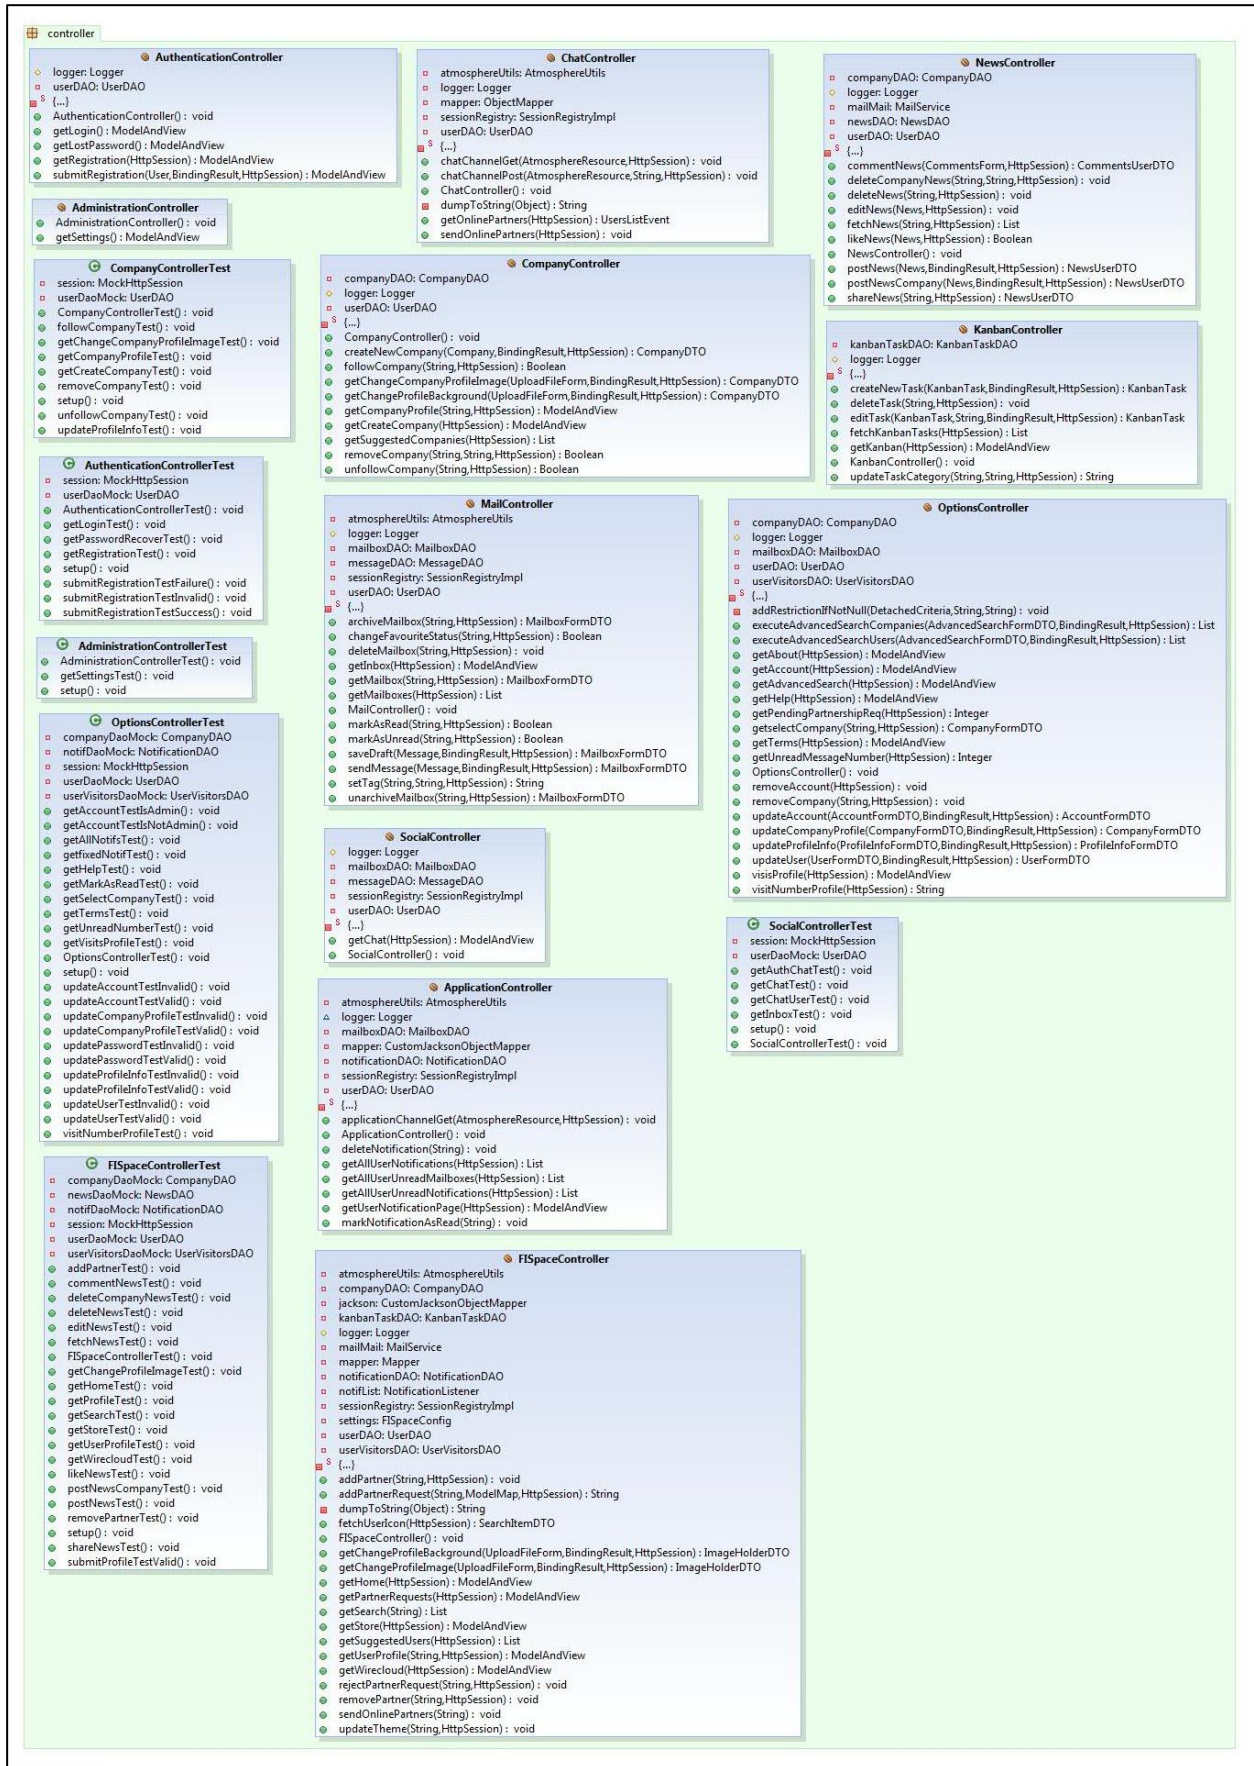 controller
AuthenticationController
logger: Logger
userDAO: UserDAO
S {...}
AuthenticationController() : void
getLogin() : ModelAndView
getLostPassword() : ModelAndView
getRegistration(HttpSession) : ModelAndView
submitRegistration(User,BindingResult,HttpSession) : ModelAndView
AdministrationController
AdministrationController() : void
getSettings() : ModelAndView
CompanyControllerTest
session: MockHttpSession
userDaoMock: UserDAO
CompanyControllerTest() : void
followCompanyTest() : void
getChangeCompanyProfileImageTest() : void
getCompanyProfileTest() : void
getCreateCompanyTest() : void
removeCompanyTest() : void
setup() : void
unfollowCompanyTest() : void
updateProfileInfoTest() : void
AuthenticationControllerTest
session: MockHttpSession
userDaoMock: UserDAO
AuthenticationControllerTest() : void
getLoginTest() : void
getPasswordRecoverTest() : void
getRegistrationTest() : void
setup() : void
submitRegistrationTestFailure() : void
submitRegistrationTestInvalid() : void
submitRegistrationTestSuccess() : void
AdministrationControllerTest
AdministrationControllerTest() : void
getSettingsTest() : void
setup() : void
OptionsControllerTest
companyDaoMock: CompanyDAO
notifDaoMock: NotificationDAO
session: MockHttpSession
userDaoMock: UserDAO
userVisitorsDaoMock: UserVisitorsDAO
getAccountTestIsAdmin() : void
getAccountTestIsNotAdmin() : void
getAllNotifsTest() : void
getfixedNotifTest() : void
getHelpTest() : void
getMarkAsReadTest() : void
getSelectCompanyTest() : void
getTermsTest() : void
getUnreadNumberTest() : void
getVisitsProfileTest() : void
OptionsControllerTest() : void
setup() : void
updateAccountTestInvalid() : void
updateAccountTestValid() : void
updateCompanyProfileTestInvalid() : void
updateCompanyProfileTestValid() : void
updatePasswordTestInvalid() : void
updatePasswordTestValid() : void
updateProfileInfoTestInvalid() : void
updateProfileInfoTestValid() : void
updateUserTestInvalid() : void
updateUserTestValid() : void
visitNumberProfileTest() : void
FISpaceControllerTest
companyDaoMock: CompanyDAO
newsDaoMock: NewsDAO
notifDaoMock: NotificationDAO
session: MockHttpSession
userDaoMock: UserDAO
userVisitorsDaoMock: UserVisitorsDAO
addPartnerTest() : void
commentNewsTest() : void
deleteCompanyNewsTest() : void
deleteNewsTest() : void
editNewsTest() : void
fetchNewsTest() : void
FISpaceControllerTest() : void
getChangeProfileImageTest() : void
getHomeTest() : void
getProfileTest() : void
getSearchTest() : void
getStoreTest() : void
getUserProfileTest() : void
getWirecloudTest() : void
likeNewsTest() : void
postNewsCompanyTest() : void
postNewsTest() : void
removePartnerTest() : void
setup() : void
shareNewsTest() : void
submitProfileTestValid() : void
ChatController
atmosphereUtils: AtmosphereUtils
logger: Logger
mapper: ObjectMapper
sessionRegistry: SessionRegistryImpl
userDAO: UserDAO
S {...}
chatChannelGet(AtmosphereResource,HttpSession) : void
chatChannelPost(AtmosphereResource,String,HttpSession) : void
ChatController() : void
dumpToString(Object) : String
getOnlinePartners(HttpSession) : UsersListEvent
sendOnlinePartners(HttpSession) : void
CompanyController
companyDAO: CompanyDAO
logger: Logger
userDAO: UserDAO
S {...}
CompanyController() : void
createNewCompany(Company,BindingResult,HttpSession) : CompanyDTO
followCompany(String,HttpSession) : Boolean
getChangeCompanyProfileImage(UploadFileForm,BindingResult,HttpSession) : CompanyDTO
getChangeProfileBackground(UploadFileForm,BindingResult,HttpSession) : CompanyDTO
getCompanyProfile(String,HttpSession) : ModelAndView
getCreateCompany(HttpSession) : ModelAndView
getSuggestedCompanies(HttpSession) : List
removeCompany(String,String,HttpSession) : Boolean
unfollowCompany(String,HttpSession) : Boolean
MailController
atmosphereUtils: AtmosphereUtils
logger: Logger
mailboxDAO: MailboxDAO
messageDAO: MessageDAO
sessionRegistry: SessionRegistryImpl
userDAO: UserDAO
S {...}
archiveMailbox(String,HttpSession) : MailboxFormDTO
changeFavouriteStatus(String,HttpSession) : Boolean
deleteMailbox(String,HttpSession) : void
getInbox(HttpSession) : ModelAndView
getMailbox(String,HttpSession) : MailboxFormDTO
getMailboxes(HttpSession) : List
MailController() : void
markAsRead(String,HttpSession) : Boolean
markAsUnread(String,HttpSession) : Boolean
saveDraft(Message,BindingResult,HttpSession) : MailboxFormDTO
sendMessage(Message,BindingResult,HttpSession) : MailboxFormDTO
setTag(String,String,HttpSession) : String
unarchiveMailbox(String,HttpSession) : MailboxFormDTO
SocialController
logger: Logger
mailboxDAO: MailboxDAO
messageDAO: MessageDAO
sessionRegistry: SessionRegistryImpl
userDAO: UserDAO
S {...}
getChat(HttpSession) : ModelAndView
SocialController() : void
ApplicationController
atmosphereUtils: AtmosphereUtils
logger: Logger
mailboxDAO: MailboxDAO
mapper: CustomJacksonObjectMapper
notificationDAO: NotificationDAO
sessionRegistry: SessionRegistryImpl
userDAO: UserDAO
S {...}
applicationChannelGet(AtmosphereResource,HttpSession) : void
ApplicationController() : void
deleteNotification(String) : void
getAllUserNotifications(HttpSession) : List
getAllUserUnreadMailboxes(HttpSession) : List
getAllUserUnreadNotifications(HttpSession) : List
getUserNotificationPage(HttpSession) : ModelAndView
markNotificationAsRead(String) : void
FISpaceController
atmosphereUtils: AtmosphereUtils
companyDAO: CompanyDAO
jackson: CustomJacksonObjectMapper
kanbanTaskDAO: KanbanTaskDAO
logger: Logger
mailMail: MailService
mapper: Mapper
notificationDAO: NotificationDAO
notifList: NotificationListener
sessionRegistry: SessionRegistryImpl
settings: FISpaceConfig
userDAO: UserDAO
userVisitorsDAO: UserVisitorsDAO
S {...}
addPartner(String,HttpSession) : void
addPartnerRequest(String,ModelMap,HttpSession) : String
dumpToString(Object) : String
fetchUserIcon(HttpSession) : SearchItemDTO
FISpaceController() : void
getChangeProfileBackground(UploadFileForm,BindingResult,HttpSession) : ImageHolderDTO
getChangeProfileImage(UploadFileForm,BindingResult,HttpSession) : ImageHolderDTO
getHome(HttpSession) : ModelAndView
getPartnerRequests(HttpSession) : ModelAndView
getSearch(String) : List
getStore(HttpSession) : ModelAndView
getSuggestedUsers(HttpSession) : List
getUserProfile(String,HttpSession) : ModelAndView
getWirecloud(HttpSession) : ModelAndView
rejectPartnerRequest(String,HttpSession) : void
removePartner(String,HttpSession) : void
sendOnlinePartners(String) : void
updateTheme(String,HttpSession) : void
NewsController
companyDAO: CompanyDAO
logger: Logger
mailMail: MailService
newsDAO: NewsDAO
userDAO: UserDAO
S {...}
commentNews(CommentsForm,HttpSession) : CommentsUserDTO
deleteCompanyNews(String,String,HttpSession) : void
deleteNews(String,HttpSession) : void
editNews(News,HttpSession) : void
fetchNews(String,HttpSession) : List
likeNews(News,HttpSession) : Boolean
NewsController() : void
postNews(News,BindingResult,HttpSession) : NewsUserDTO
postNewsCompany(News,BindingResult,HttpSession) : NewsUserDTO
shareNews(String,HttpSession) : NewsUserDTO
KanbanController
kanbanTaskDAO: KanbanTaskDAO
logger: Logger
S {...}
createNewTask(KanbanTask,BindingResult,HttpSession) : KanbanTask
deleteTask(String,HttpSession) : void
editTask(KanbanTask,String,BindingResult,HttpSession) : KanbanTask
fetchKanbanTasks(HttpSession) : List
getKanban(HttpSession) : ModelAndView
KanbanController() : void
updateTaskCategory(String,String,HttpSession) : String
OptionsController
companyDAO: CompanyDAO
logger: Logger
mailboxDAO: MailboxDAO
userDAO: UserDAO
userVisitorsDAO: UserVisitorsDAO
S {...}
addRestrictionIfNotNull(DetachedCriteria,String,String) : void
executeAdvancedSearchCompanies(AdvancedSearchFormDTO,BindingResult,HttpSession) : List
executeAdvancedSearchUsers(AdvancedSearchFormDTO,BindingResult,HttpSession) : List
getAbout(HttpSession) : ModelAndView
getAccount(HttpSession) : ModelAndView
getAdvancedSearch(HttpSession) : ModelAndView
getHelp(HttpSession) : ModelAndView
getPendingPartnershipReq(HttpSession) : Integer
getselectCompany(String,HttpSession) : CompanyFormDTO
getTerms(HttpSession) : ModelAndView
getUnreadMessageNumber(HttpSession) : Integer
OptionsController() : void
removeAccount(HttpSession) : void
removeCompany(String,HttpSession) : void
updateAccount(AccountFormDTO,BindingResult,HttpSession) : AccountFormDTO
updateCompanyProfile(CompanyFormDTO,BindingResult,HttpSession) : CompanyFormDTO
updateProfileInfo(ProfileInfoFormDTO,BindingResult,HttpSession) : ProfileInfoFormDTO
updateUser(UserFormDTO,BindingResult,HttpSession) : UserFormDTO
visisProfile(HttpSession) : ModelAndView
visitNumberProfile(HttpSession) : String
SocialControllerTest
session: MockHttpSession
userDaoMock: UserDAO
getAuthChatTest() : void
getChatTest() : void
getChatUserTest() : void
getInboxTest() : void
setup() : void
SocialControllerTest() : void